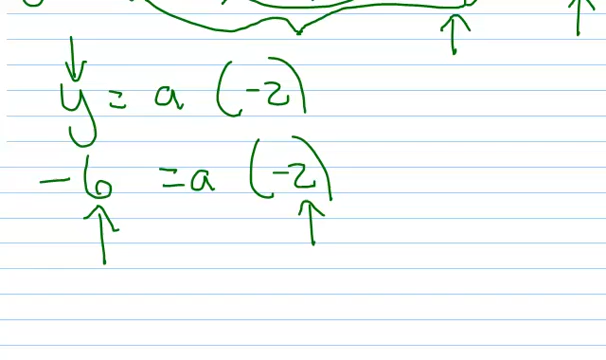 y = a (-2)
-6 = a (-2)